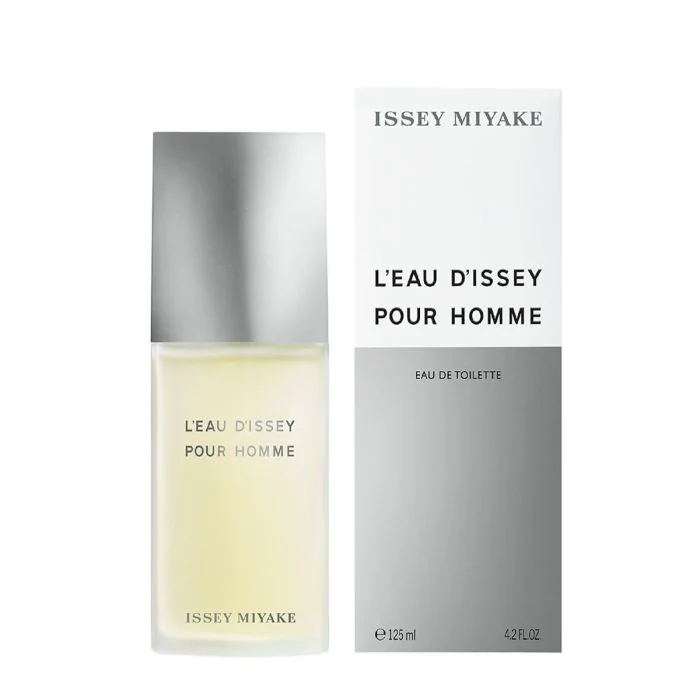 L'EAU D'ISSEY
POUR HOMME
ISSEY MIYAKE
ISSEY MIYAKE
L'EAU D'ISSEY
POUR HOMME
EAU DE TOILETTE
℮ 125 ml 4.2 FL.OZ.